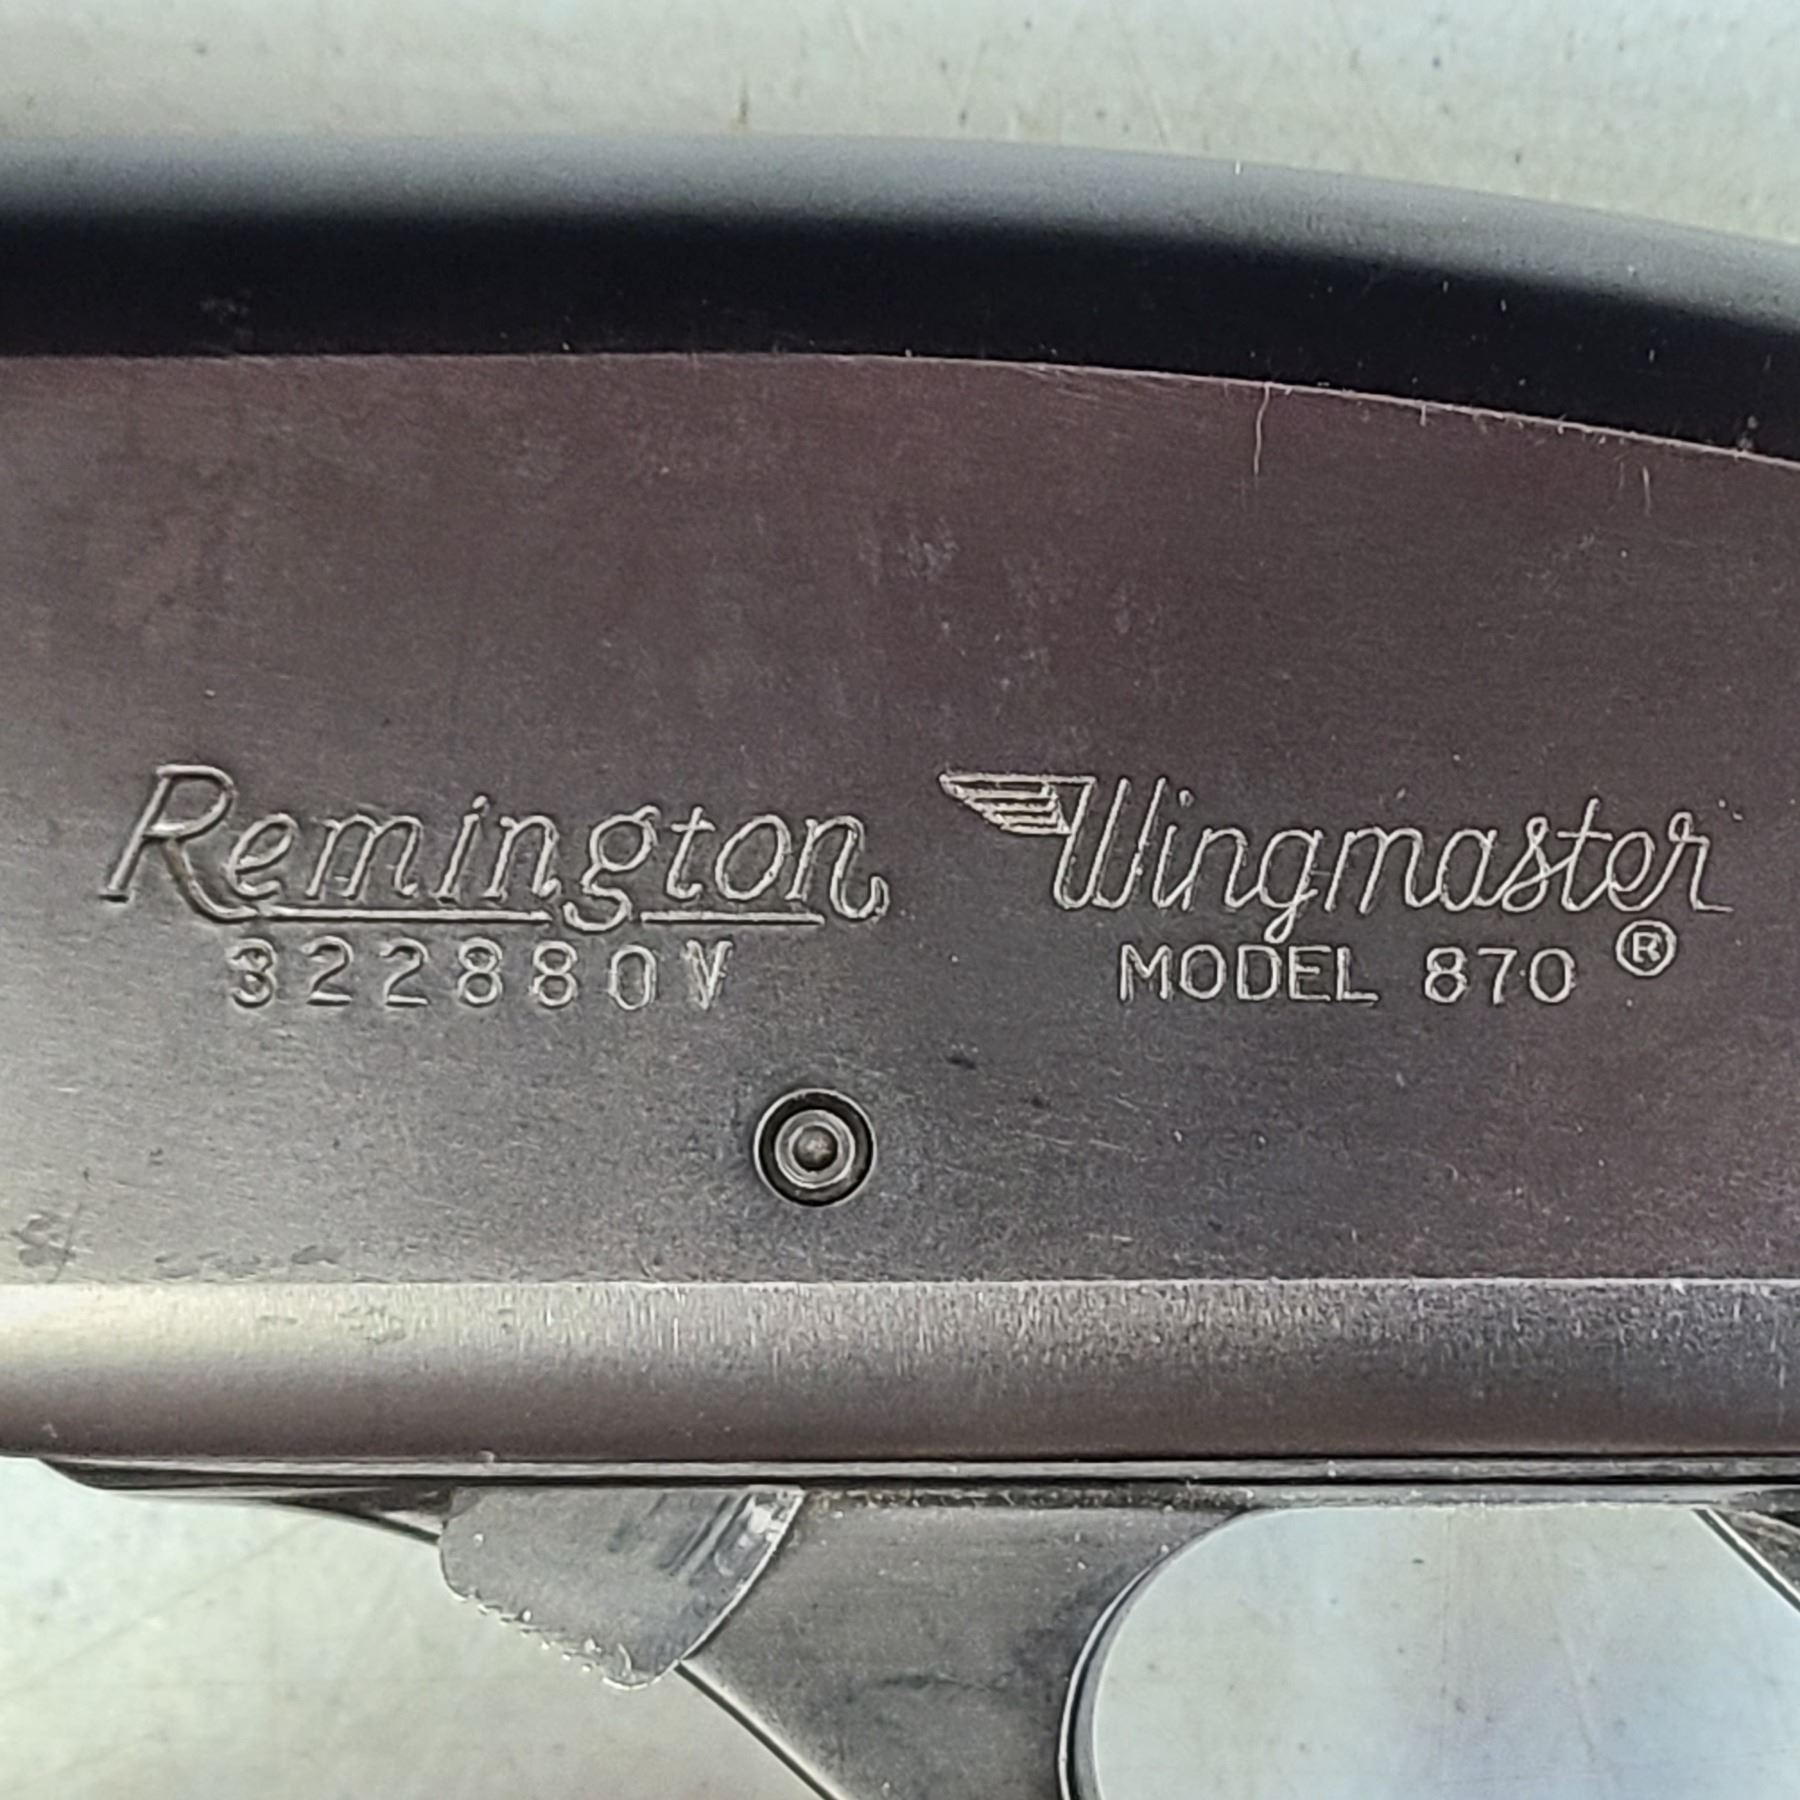 Remington
322880V
Wingmaster
MODEL 870 ®